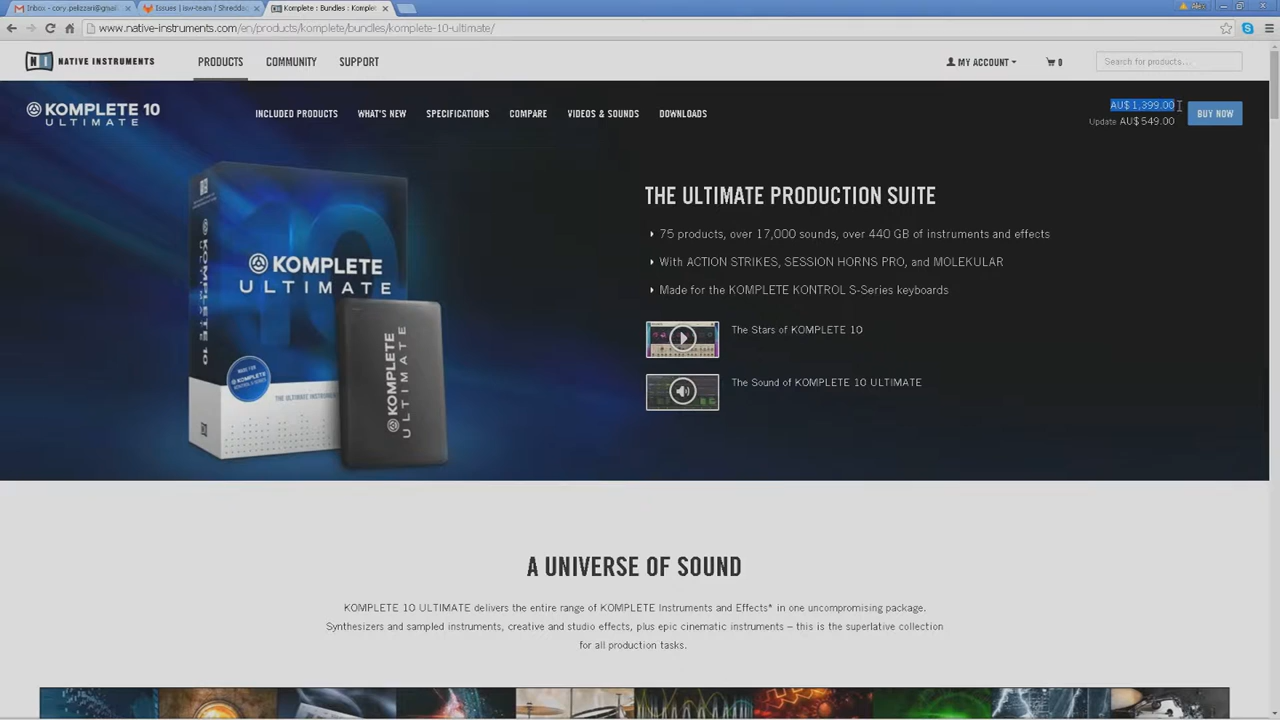 Inbox - cory.pelizzari@gmail
Issues | isw-team / Shreddag
Komplete : Bundles : Komplet
Alex
www.native-instruments.com/en/products/komplete/bundles/komplete-10-ultimate/
NI NATIVE INSTRUMENTS
PRODUCTS COMMUNITY SUPPORT
MY ACCOUNT 0
Search for products...
KOMPLETE 10
ULTIMATE
INCLUDED PRODUCTS WHAT'S NEW SPECIFICATIONS COMPARE VIDEOS & SOUNDS DOWNLOADS
AU$ 1,399.00
Update AU$ 549.00
BUY NOW
KOMPLETE
ULTIMATE
KOMPLETE 10
KOMPLETE
ULTIMATE
THE ULTIMATE PRODUCTION SUITE
75 products, over 17,000 sounds, over 440 GB of instruments and effects
With ACTION STRIKES, SESSION HORNS PRO, and MOLEKULAR
Made for the KOMPLETE KONTROL S-Series keyboards
The Stars of KOMPLETE 10
The Sound of KOMPLETE 10 ULTIMATE
A UNIVERSE OF SOUND
KOMPLETE 10 ULTIMATE delivers the entire range of KOMPLETE Instruments and Effects* in one uncompromising package.
Synthesizers and sampled instruments, creative and studio effects, plus epic cinematic instruments – this is the superlative collection
for all production tasks.